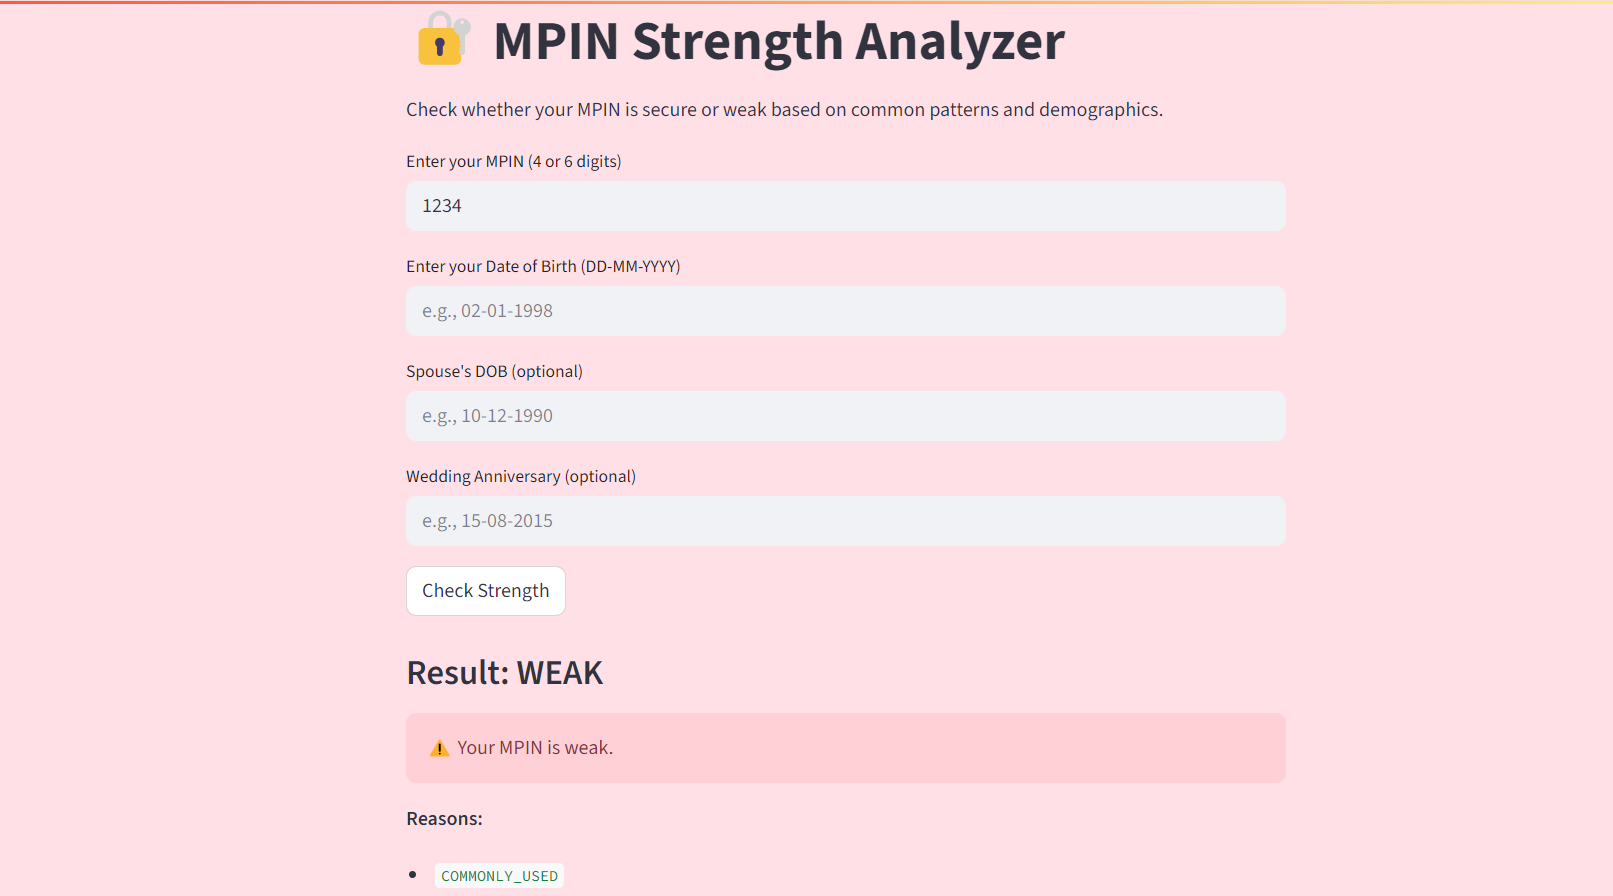 MPIN Strength Analyzer
Check whether your MPIN is secure or weak based on common patterns and demographics.
Enter your MPIN (4 or 6 digits)
1234
Enter your Date of Birth (DD-MM-YYYY)
e.g., 02-01-1998
Spouse's DOB (optional)
e.g., 10-12-1990
Wedding Anniversary (optional)
e.g., 15-08-2015
Check Strength
Result: WEAK
Your MPIN is weak.
Reasons:
COMMONLY_USED